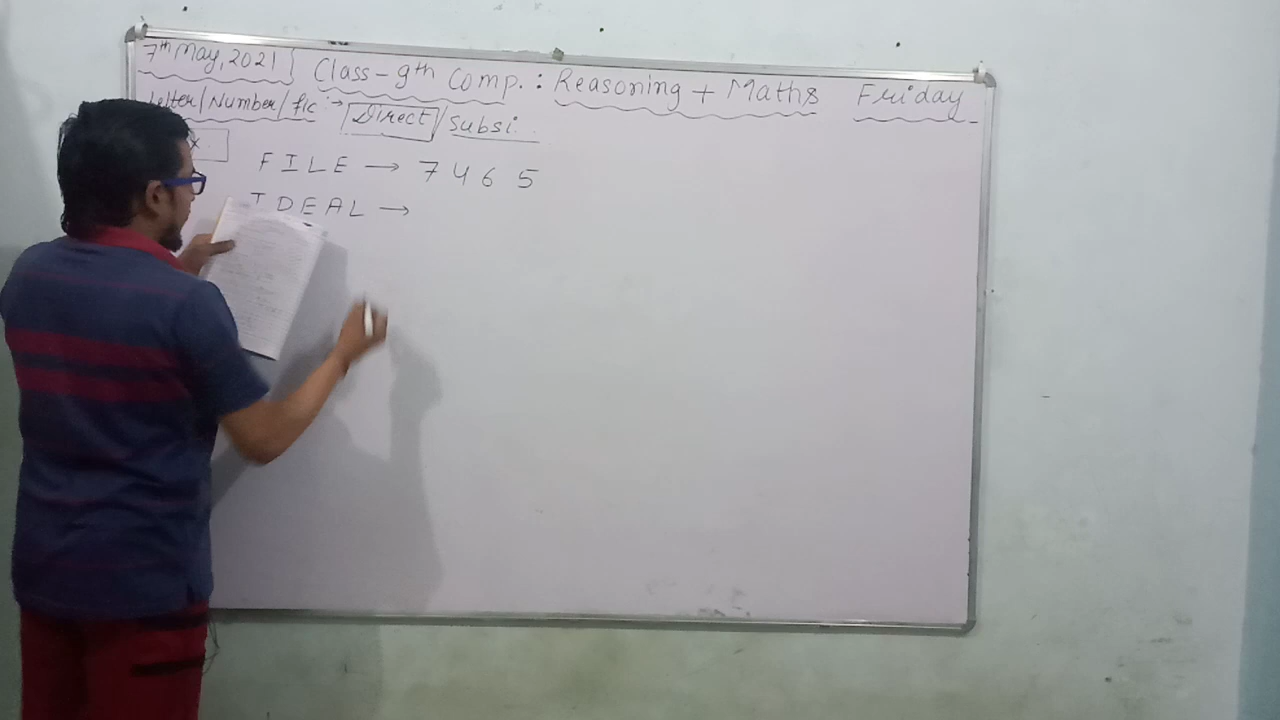 7th May, 2021 Class - 9th Comp. : Reasoning + Maths Friday
Letter/Number/fic :→ Direct / Subsi...
x.
FILE → 7 4 6 5
IDEAL →